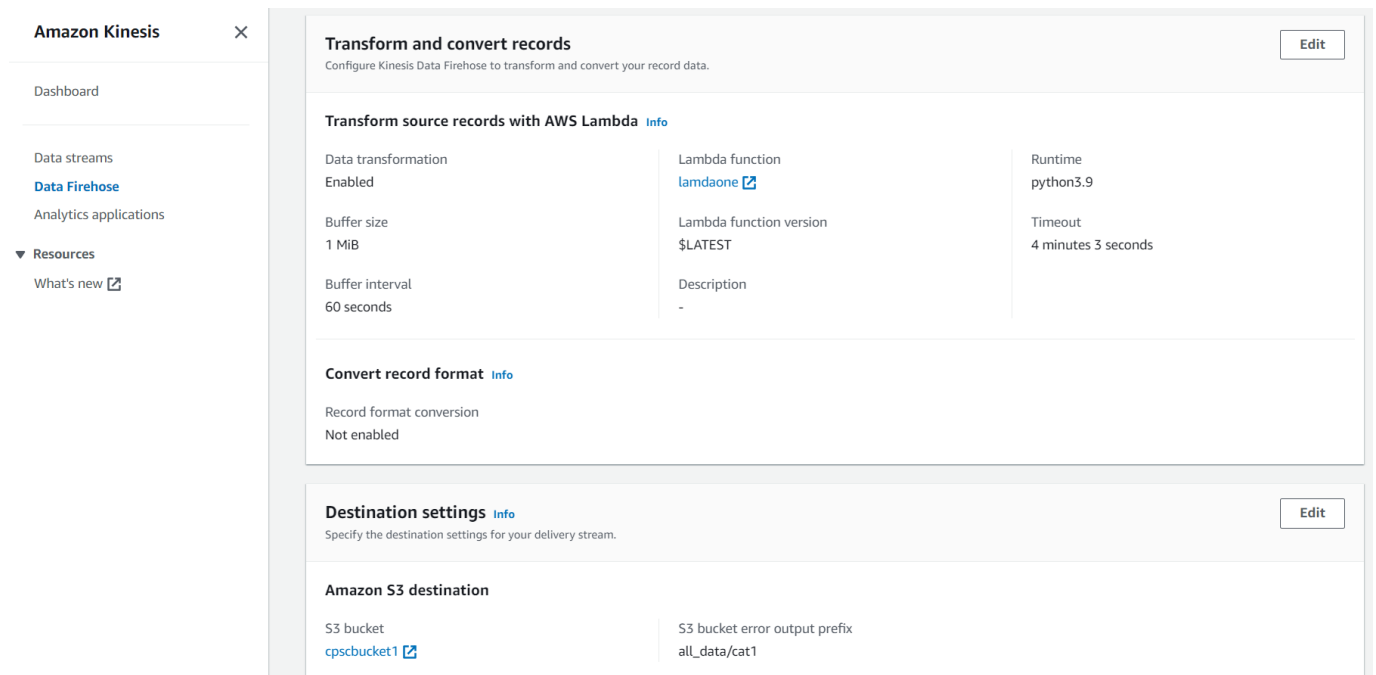 Amazon Kinesis
Dashboard
Data streams
Data Firehose
Analytics applications
Resources
What's new
Transform and convert records
Edit
Configure Kinesis Data Firehose to transform and convert your record data.
Transform source records with AWS Lambda Info
Data transformation
Enabled
Lambda function
lamdaone
Runtime
python3.9
Buffer size
1 MiB
Lambda function version
$LATEST
Timeout
4 minutes 3 seconds
Buffer interval
60 seconds
Description
-
Convert record format Info
Record format conversion
Not enabled
Destination settings Info
Edit
Specify the destination settings for your delivery stream.
Amazon S3 destination
S3 bucket
cpscbucket1
S3 bucket error output prefix
all_data/cat1